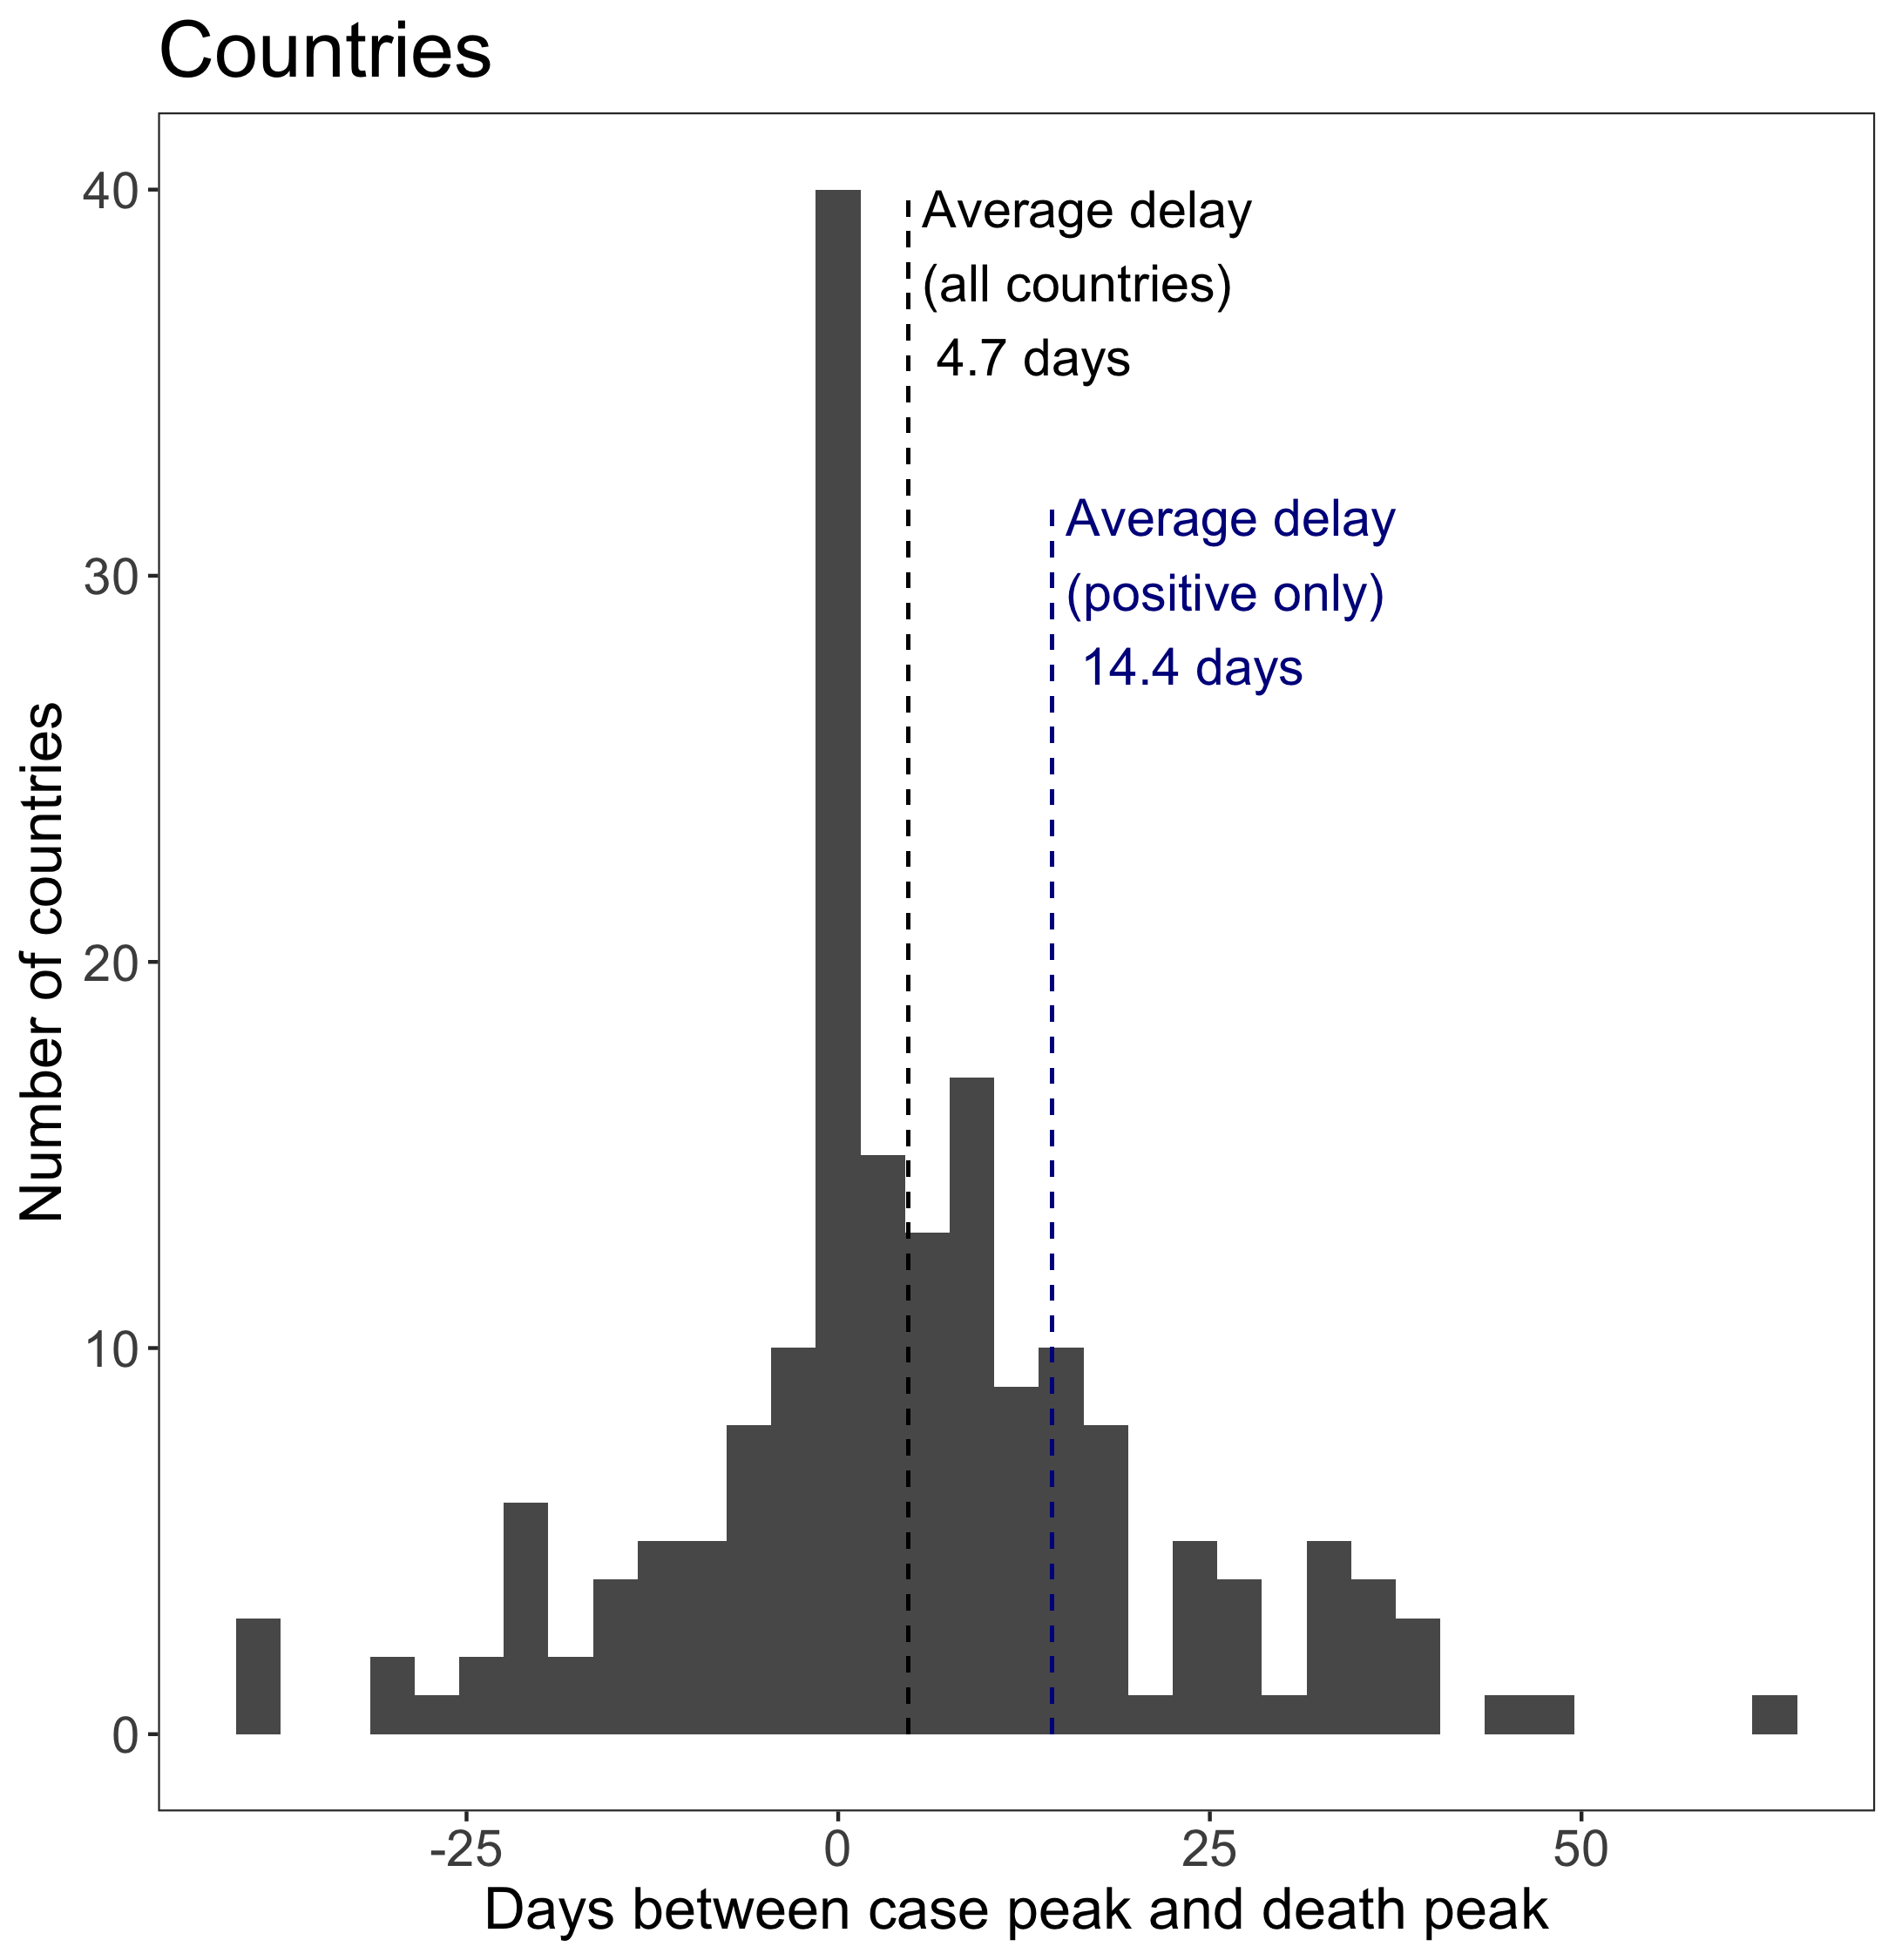 Countries
40
30
20
10
0
Number of countries
Average delay
(all countries)
4.7 days
Average delay
(positive only)
14.4 days
-25
0
25
50
Days between case peak and death peak